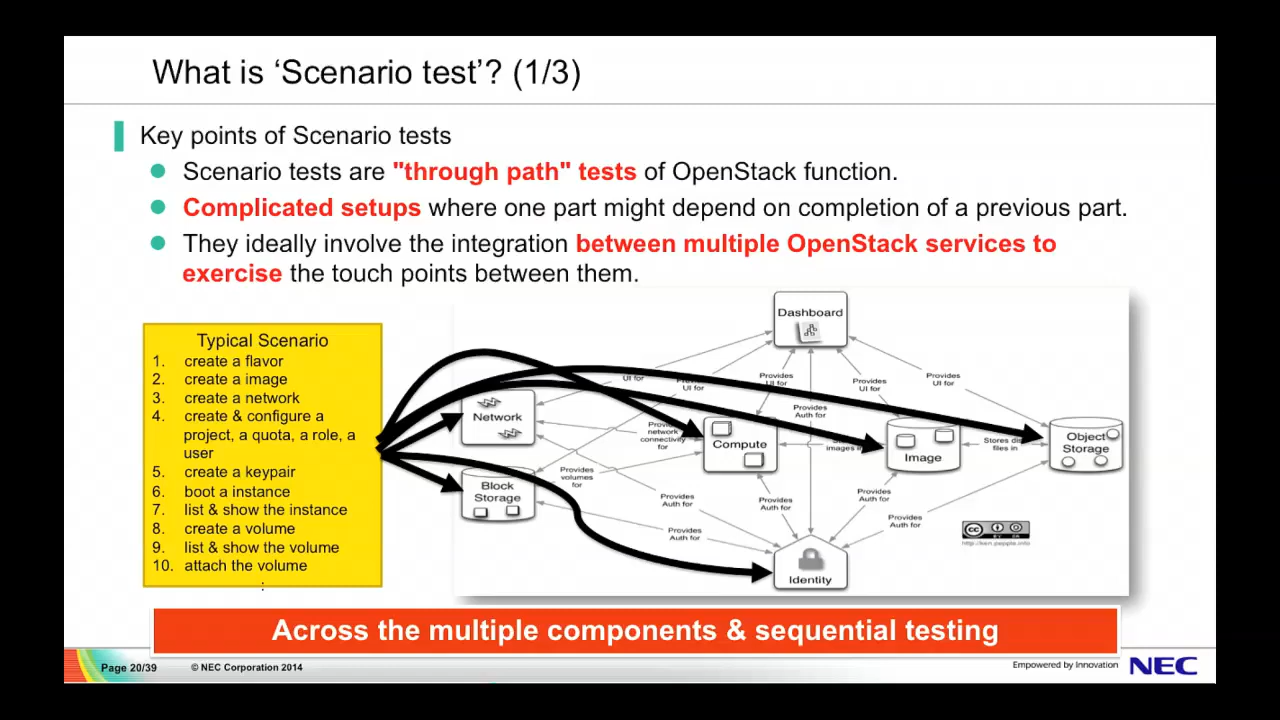 What is ‘Scenario test’? (1/3)
Key points of Scenario tests
Scenario tests are "through path" tests of OpenStack function.
Complicated setups where one part might depend on completion of a previous part.
They ideally involve the integration between multiple OpenStack services to
exercise the touch points between them.
Typical Scenario
1. create a flavor
2. create a image
3. create a network
4. create & configure a
project, a quota, a role, a
user
5. create a keypair
6. boot a instance
7. list & show the instance
8. create a volume
9. list & show the volume
10. attach the volume
:
Dashboard
UI for
UI for
Provides
UI for
Provides
UI for
Provides
UI for
Provides
Auth for
Network
network
connectivity
for
Compute
images in
Image
Stores
files in
Object
Storage
Block
Storage
Provides
volumes
for
Provides
Auth for
Provides
Auth for
Provides
Auth for
Provides
Auth for
Provides
Auth for
Identity
cc
BY
Across the multiple components & sequential testing
Page 20/39
© NEC Corporation 2014
Empowered by Innovation
NEC